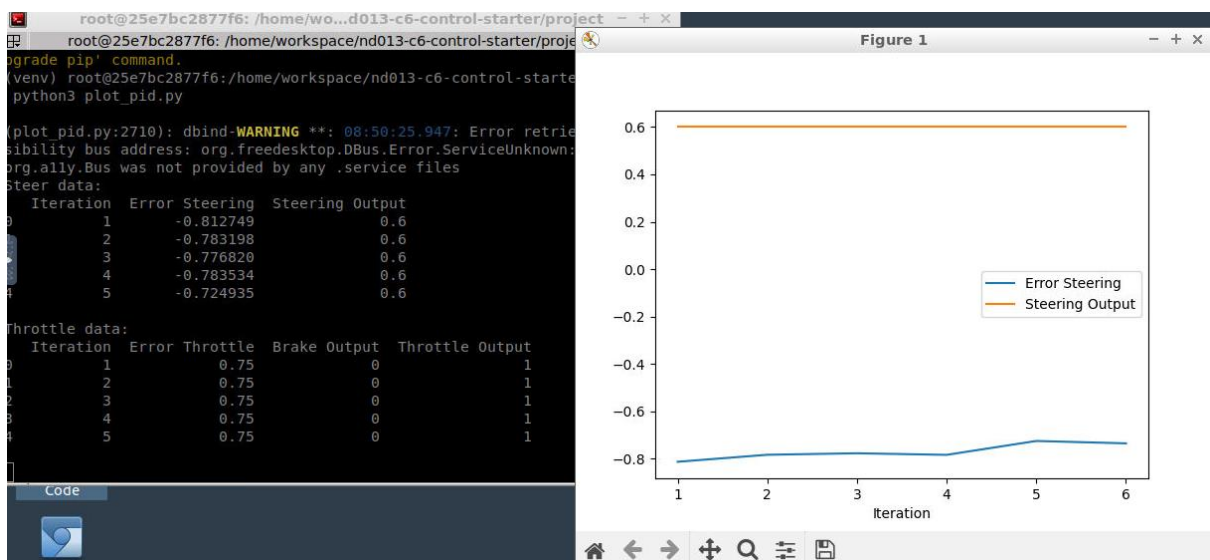 root@25e7bc2877f6: /home/wo...d013-c6-control-starter/project
root@25e7bc2877f6: /home/workspace/nd013-c6-control-starter/proje
ograde pip' command.
(venv) root@25e7bc2877f6:/home/workspace/nd013-c6-control-starte
python3 plot_pid.py
(plot_pid.py:2710): dbind-WARNING **: 08:50:25.947: Error retrie
sibility bus address: org.freedesktop.DBus.Error.ServiceUnknown:
org.a11y.Bus was not provided by any .service files
Steer data:
Iteration Error Steering Steering Output
0 1 -0.812749 0.6
2 -0.783198 0.6
3 -0.776820 0.6
4 -0.783534 0.6
4 5 -0.724935 0.6
Throttle data:
Iteration Error Throttle Brake Output Throttle Output
0 1 0.75 0 1
1 2 0.75 0 1
2 3 0.75 0 1
3 4 0.75 0 1
4 5 0.75 0 1
Code
Figure 1
0.6
0.4
0.2
0.0
−0.2
−0.4
−0.6
−0.8
Error Steering
Steering Output
1 2 3 4 5 6
Iteration